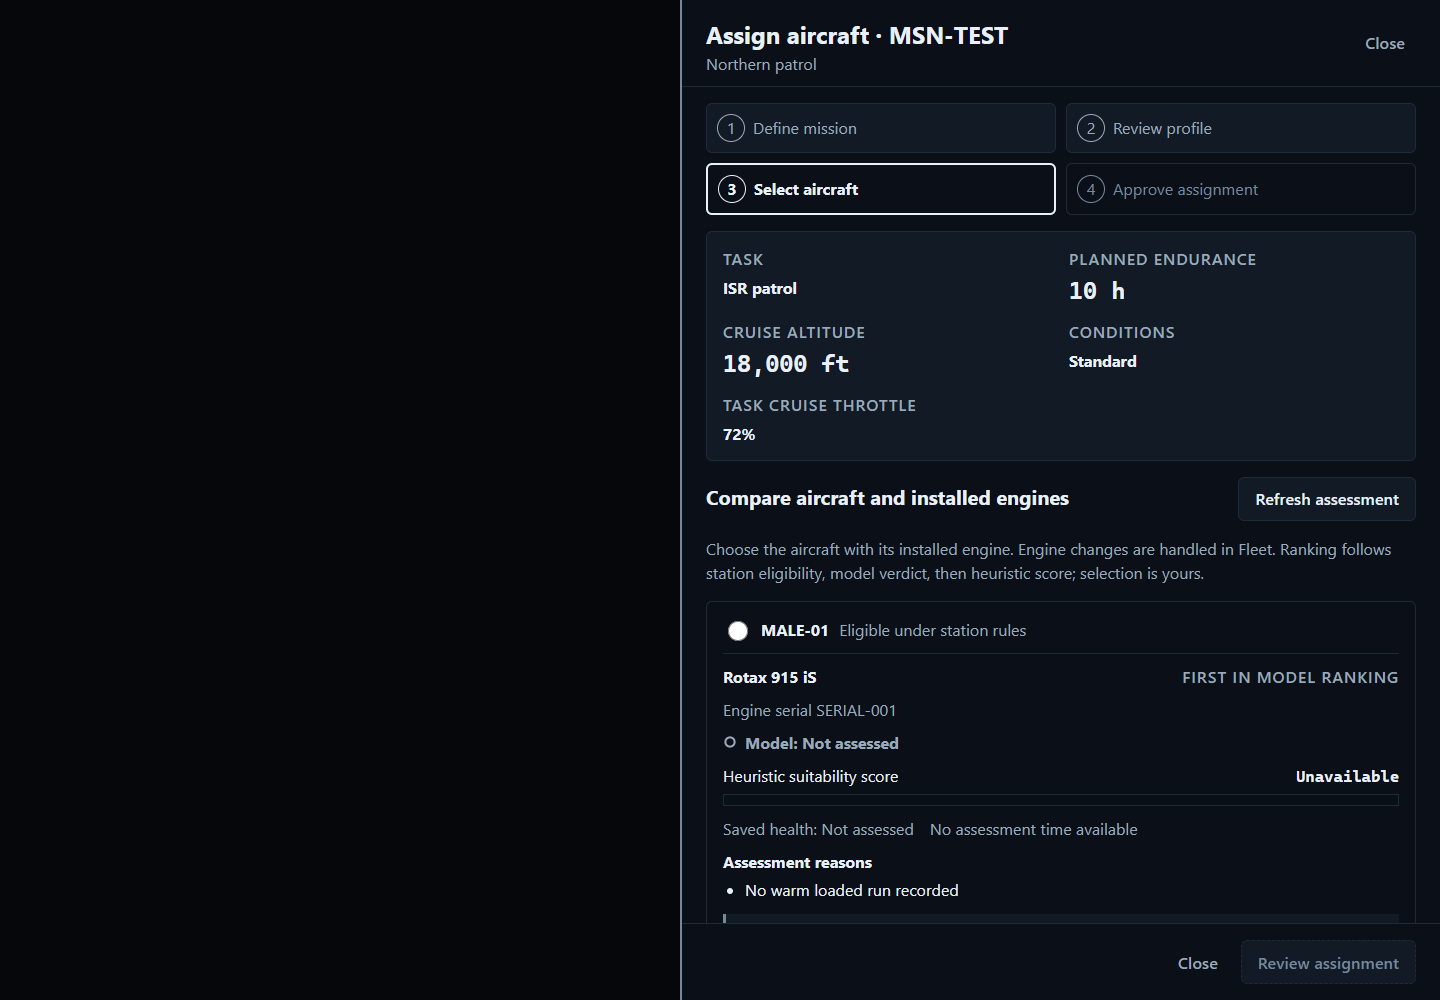 Assign aircraft · MSN-TEST
Northern patrol
Close
1 Define mission
2 Review profile
3 Select aircraft
4 Approve assignment
TASK
ISR patrol
PLANNED ENDURANCE
10 h
CRUISE ALTITUDE
18,000 ft
CONDITIONS
Standard
TASK CRUISE THROTTLE
72%
Compare aircraft and installed engines
Refresh assessment
Choose the aircraft with its installed engine. Engine changes are handled in Fleet. Ranking follows
station eligibility, model verdict, then heuristic score; selection is yours.
MALE-01 Eligible under station rules
Rotax 915 iS
FIRST IN MODEL RANKING
Engine serial SERIAL-001
Model: Not assessed
Heuristic suitability score
Unavailable
Saved health: Not assessed No assessment time available
Assessment reasons
• No warm loaded run recorded
Close
Review assignment